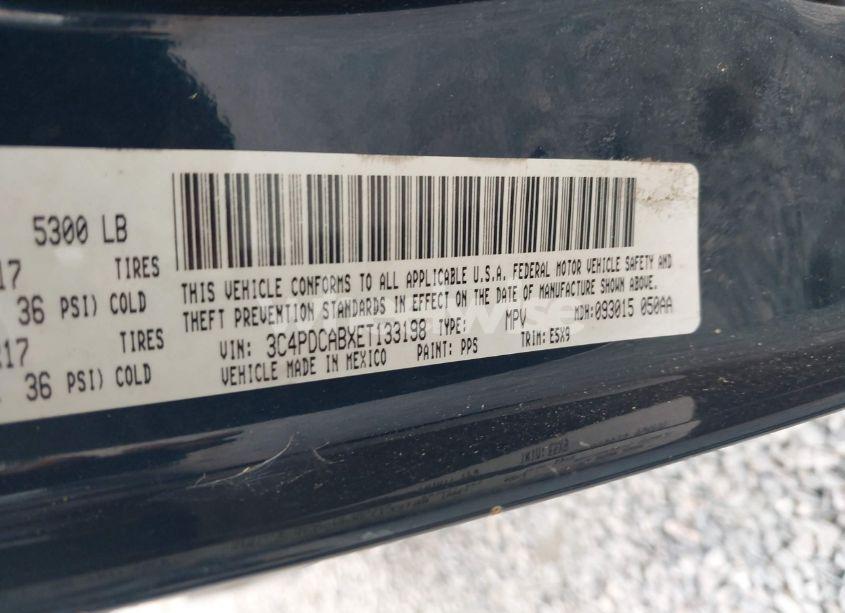 5300 LB
17 TIRES
36 PSI) COLD
TIRES
R17
36 PSI) COLD
THIS VEHICLE CONFORMS TO ALL APPLICABLE U.S.A. FEDERAL MOTOR VEHICLE SAFETY AND
THEFT PREVENTION STANDARDS IN EFFECT ON THE DATE OF MANUFACTURE SHOWN ABOVE.
VIN: 3C4PDCABXET133198 TYPE: MPV MDH: 093015 050AA
VEHICLE MADE IN MEXICO PAINT: PPS TRIM: E5X9